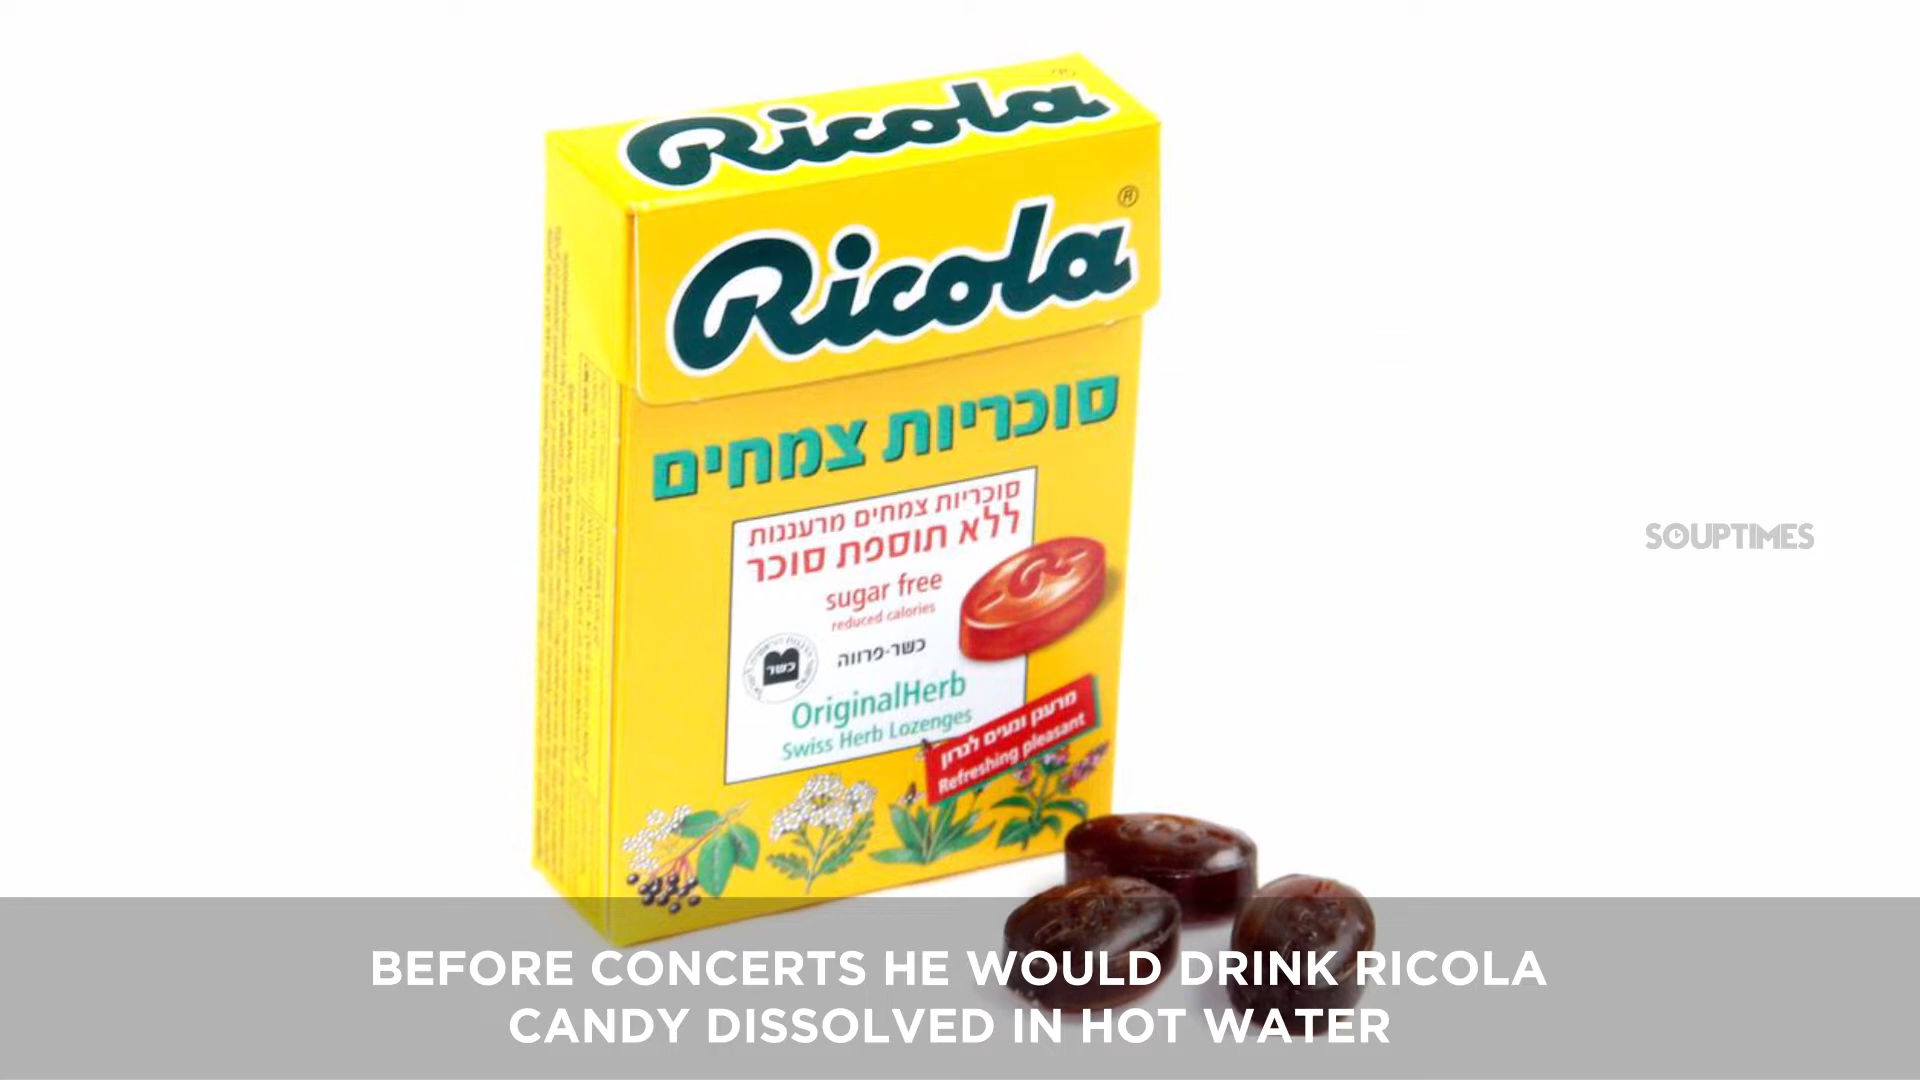 Ricola
Ricola ®
סוכריות צמחים
סוכריות צמחים מרעננות
ללא תוספת סוכר
sugar free
reduced calories
כשר-פרווה
כשר
OriginalHerb
Swiss Herb Lozenges
מרענן ונעים לגרון
Refreshing pleasant
SOUPTIMES
BEFORE CONCERTS HE WOULD DRINK RICOLA
CANDY DISSOLVED IN HOT WATER